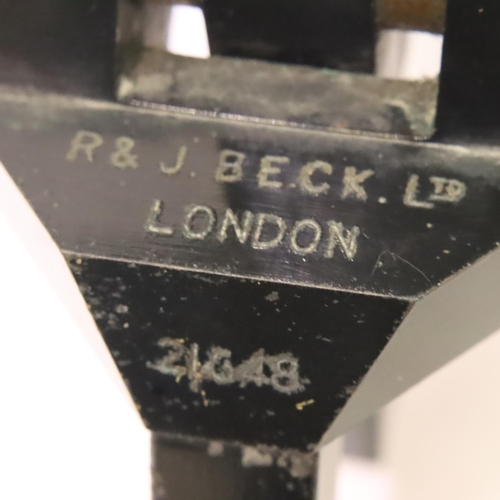 R & J. BECK. LTD
LONDON
21648